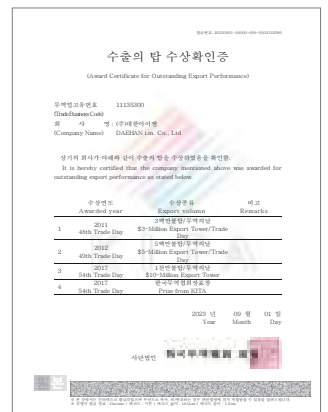 수출의 탑 수상확인증
(Award Certificate for Outstanding Export Performance)
무역업고유번호 11135300
(Trade Business Code)
회 사 명 : (주)대한아이엠
(Company Name) DAEHAN i.m. Co., Ltd
상기의 회사가 아래와 같이 수출의 탑을 수상하였음을 확인함.
It is hereby certified that the company mentioned above was awarded for
outstanding export performance as stated below.
수상연도 수상종류 비고
Awarded year Export volumn Remarks
1 2011 3백만불탑/무역의날
48th Trade Day $3-Million Export Tower/Trade
Day
2 2012 5백만불탑/무역의날
49th Trade Day $5-Million Export Tower/Trade
Day
3 2017 1천만불탑/무역의날
54th Trade Day $10-Million Export Tower
4 2017 한국무역협회장표창
54th Trade Day Prize from KITA
2023 년 09 월 01 일
Year Month Day
사단법인 한국무역협회